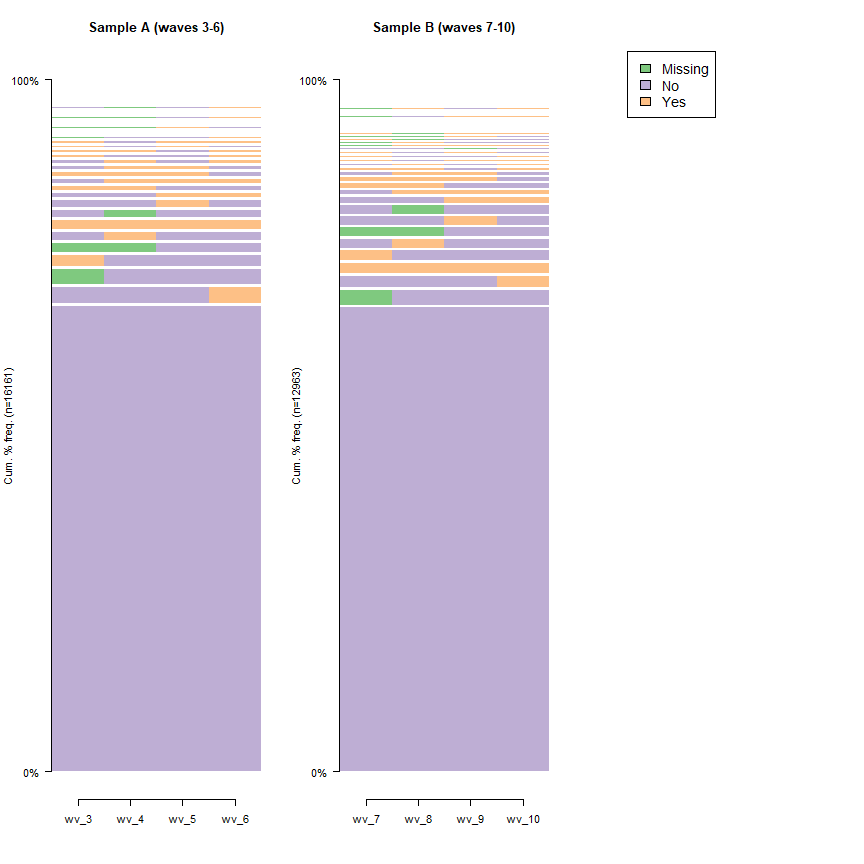 Sample A (waves 3-6)
Sample B (waves 7-10)
100%
100%
Missing
No
Yes
Cum. % freq. (n=16161)
Cum. % freq. (n=12963)
0%
0%
wv_3 wv_4 wv_5 wv_6
wv_7 wv_8 wv_9 wv_10